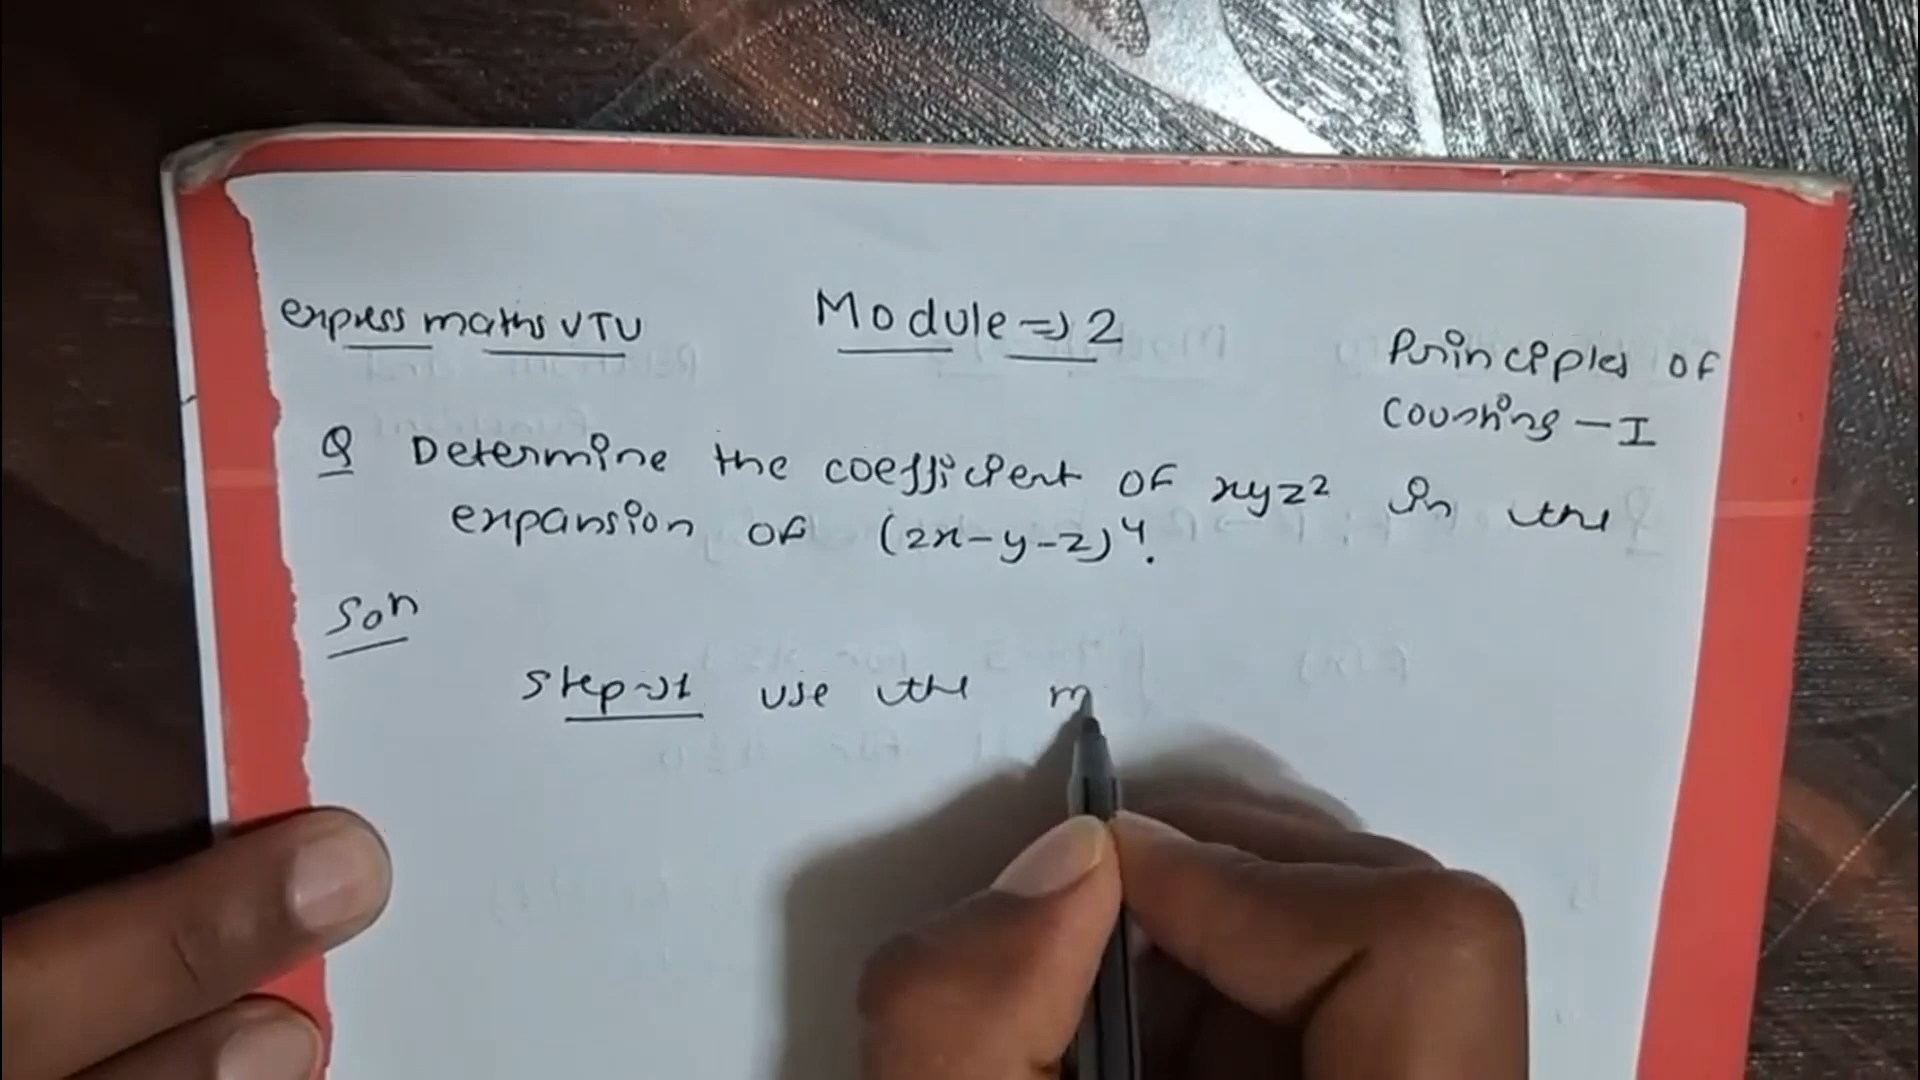 express maths VTU
Module ⇒ 2
Principles of
Counting - I
Q Determine the coefficient of xyz² in the
expansion of (2x-y-z)⁴.
Soln
Step→1 use the m